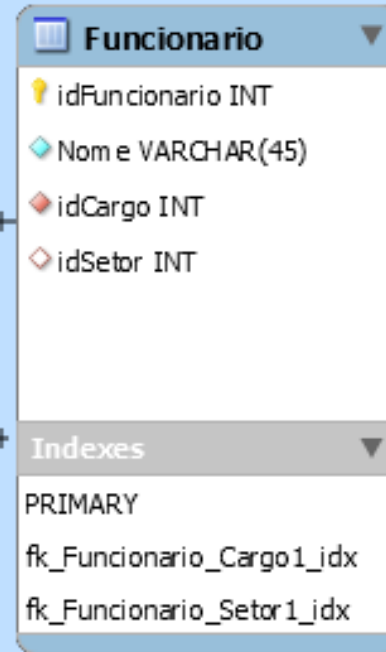 Funcionario
idFuncionario INT
Nome VARCHAR(45)
idCargo INT
idSetor INT
Indexes
PRIMARY
fk_Funcionario_Cargo1_idx
fk_Funcionario_Setor1_idx